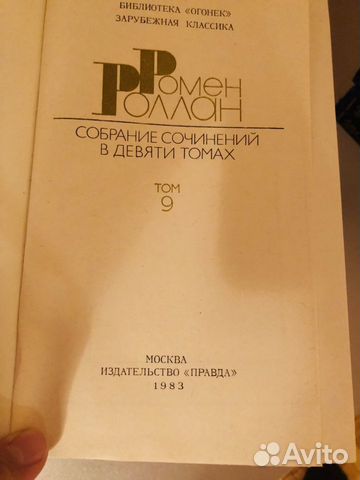 БИБЛИОТЕКА «ОГОНЕК»
ЗАРУБЕЖНАЯ КЛАССИКА
Ромен
Роллан
СОБРАНИЕ СОЧИНЕНИЙ
В ДЕВЯТИ ТОМАХ
ТОМ
9
МОСКВА
ИЗДАТЕЛЬСТВО «ПРАВДА»
1983
Avito